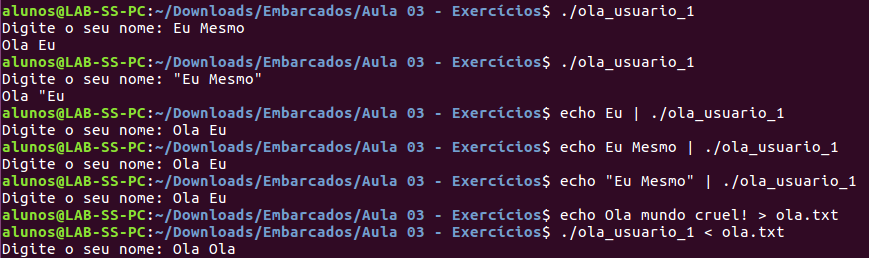 alunos@LAB-SS-PC:~/Downloads/Embarcados/Aula 03 - Exercícios$ ./ola_usuario_1
Digite o seu nome: Eu Mesmo
Ola Eu
alunos@LAB-SS-PC:~/Downloads/Embarcados/Aula 03 - Exercícios$ ./ola_usuario_1
Digite o seu nome: "Eu Mesmo"
Ola "Eu
alunos@LAB-SS-PC:~/Downloads/Embarcados/Aula 03 - Exercícios$ echo Eu | ./ola_usuario_1
Digite o seu nome: Ola Eu
alunos@LAB-SS-PC:~/Downloads/Embarcados/Aula 03 - Exercícios$ echo Eu Mesmo | ./ola_usuario_1
Digite o seu nome: Ola Eu
alunos@LAB-SS-PC:~/Downloads/Embarcados/Aula 03 - Exercícios$ echo "Eu Mesmo" | ./ola_usuario_1
Digite o seu nome: Ola Eu
alunos@LAB-SS-PC:~/Downloads/Embarcados/Aula 03 - Exercícios$ echo Ola mundo cruel! > ola.txt
alunos@LAB-SS-PC:~/Downloads/Embarcados/Aula 03 - Exercícios$ ./ola_usuario_1 < ola.txt
Digite o seu nome: Ola Ola